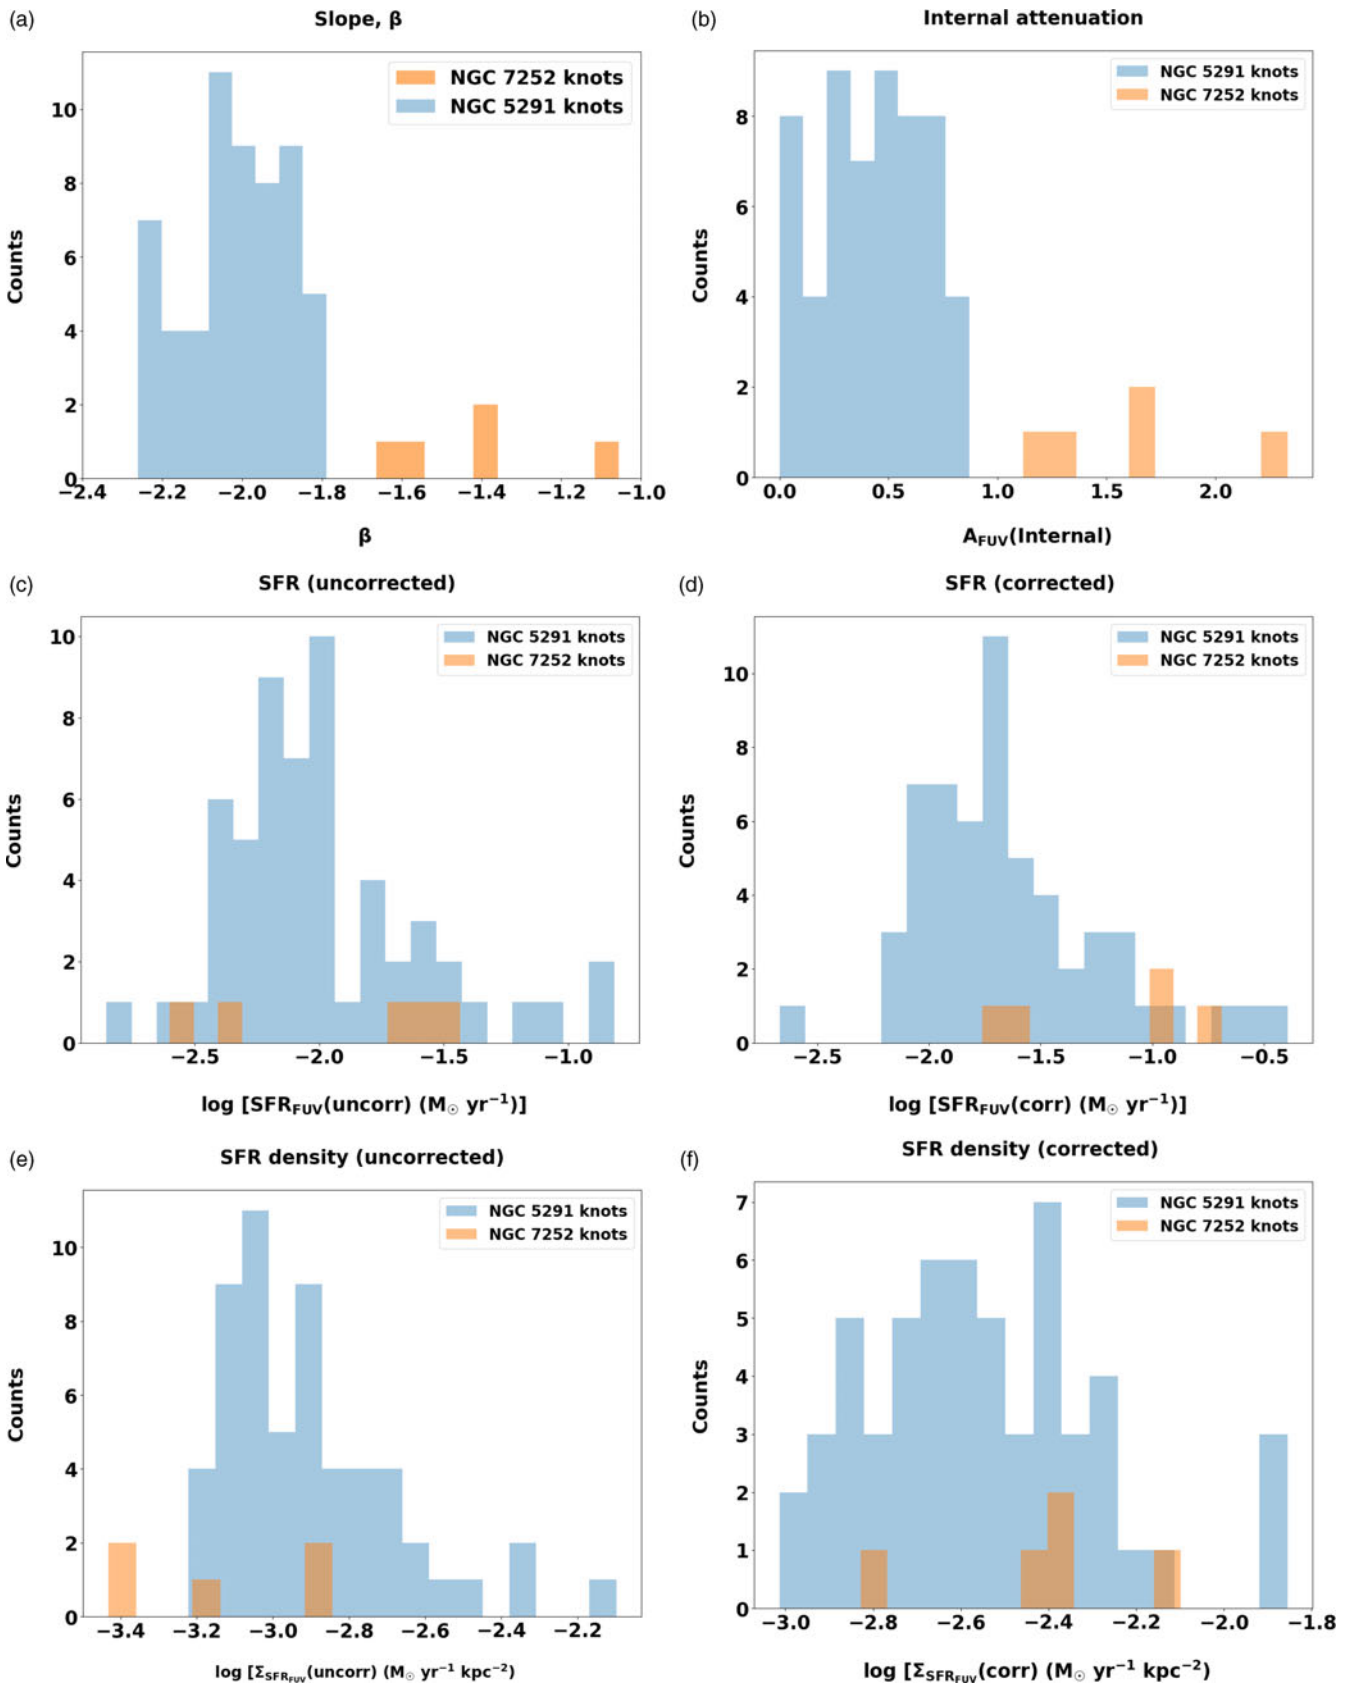 (a)
Slope, β
NGC 7252 knots
NGC 5291 knots
10
8
6
4
2
0
Counts
−2.4 −2.2 −2.0 −1.8 −1.6 −1.4 −1.2 −1.0
β
(b)
Internal attenuation
NGC 5291 knots
NGC 7252 knots
8
6
4
2
0
Counts
0.0 0.5 1.0 1.5 2.0
A_FUV(Internal)
(c)
SFR (uncorrected)
NGC 5291 knots
NGC 7252 knots
10
8
6
4
2
0
Counts
−2.5 −2.0 −1.5 −1.0
log [SFR_FUV(uncorr) (M☉ yr⁻¹)]
(d)
SFR (corrected)
NGC 5291 knots
NGC 7252 knots
10
8
6
4
2
0
Counts
−2.5 −2.0 −1.5 −1.0 −0.5
log [SFR_FUV(corr) (M☉ yr⁻¹)]
(e)
SFR density (uncorrected)
NGC 5291 knots
NGC 7252 knots
10
8
6
4
2
0
Counts
−3.4 −3.2 −3.0 −2.8 −2.6 −2.4 −2.2
log [Σ_SFR_FUV(uncorr) (M☉ yr⁻¹ kpc⁻²)
(f)
SFR density (corrected)
NGC 5291 knots
NGC 7252 knots
7
6
5
4
3
2
1
0
Counts
−3.0 −2.8 −2.6 −2.4 −2.2 −2.0 −1.8
log [Σ_SFR_FUV(corr) (M☉ yr⁻¹ kpc⁻²)